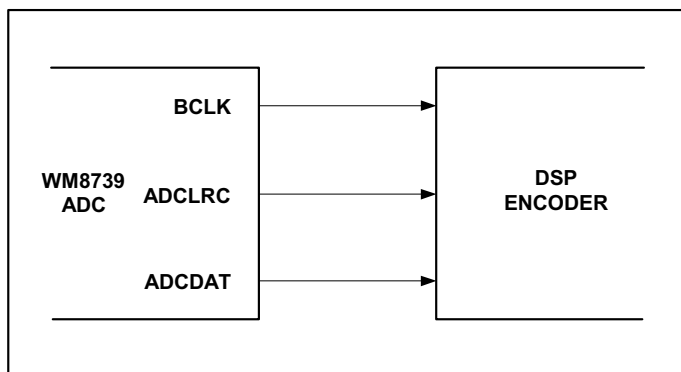 BCLK
WM8739
ADC
ADCLRC
ADCDAT
DSP
ENCODER